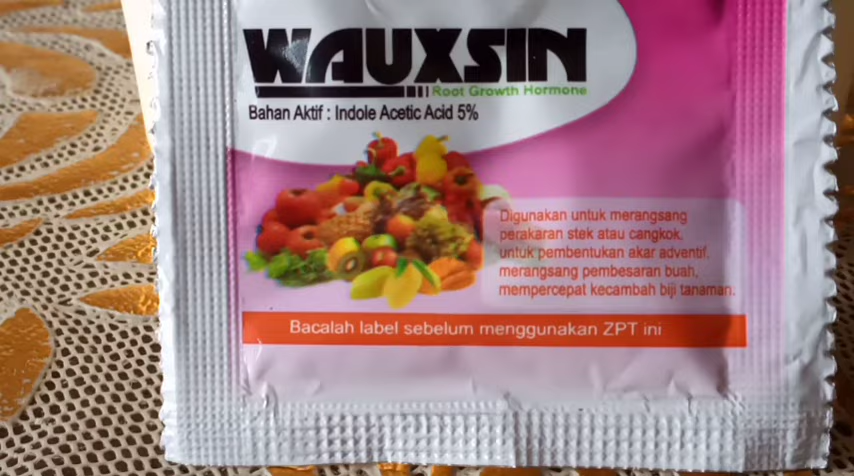 WAUXSIN
Root Growth Hormone
Bahan Aktif : Indole Acetic Acid 5%
Digunakan untuk merangsang
perakaran stek atau cangkok,
untuk pembentukan akar adventif,
merangsang pembesaran buah,
mempercepat kecambah biji tanaman.
Bacalah label sebelum menggunakan ZPT ini